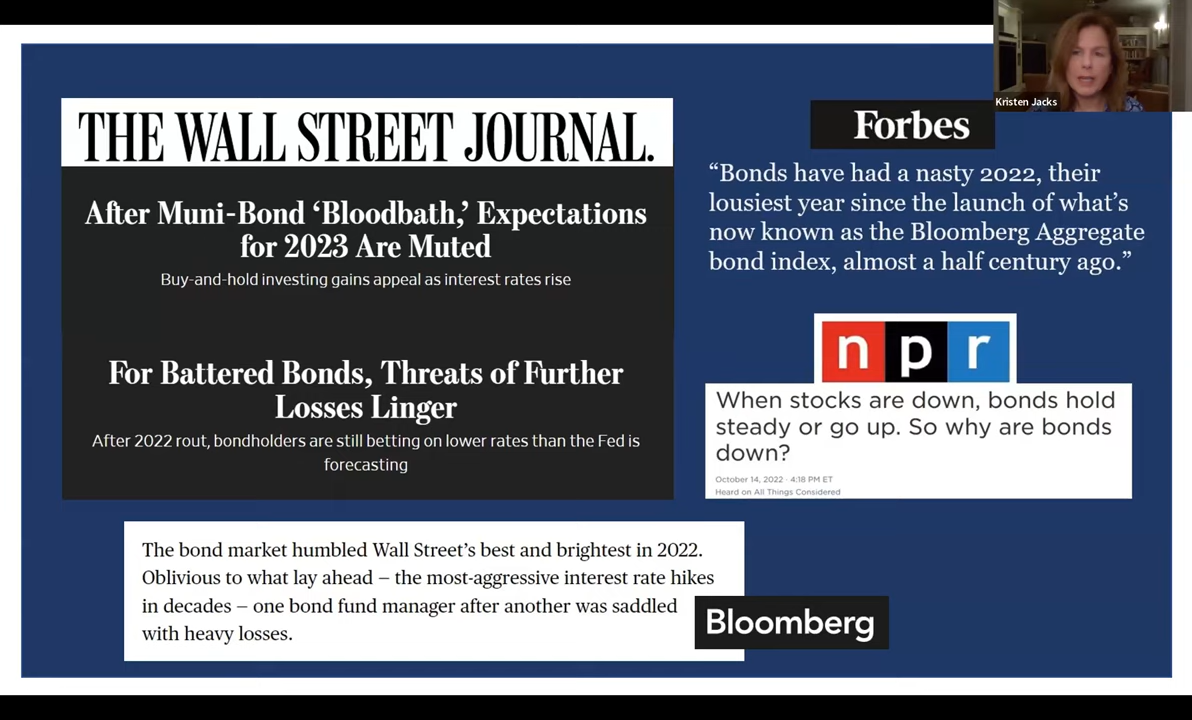 Kristen Jacks
THE WALL STREET JOURNAL.
After Muni-Bond ‘Bloodbath,’ Expectations
for 2023 Are Muted
Buy-and-hold investing gains appeal as interest rates rise
For Battered Bonds, Threats of Further
Losses Linger
After 2022 rout, bondholders are still betting on lower rates than the Fed is
forecasting
Forbes
“Bonds have had a nasty 2022, their
lousiest year since the launch of what’s
now known as the Bloomberg Aggregate
bond index, almost a half century ago.”
npr
When stocks are down, bonds hold
steady or go up. So why are bonds
down?
October 14, 2022 · 4:18 PM ET
Heard on All Things Considered
The bond market humbled Wall Street’s best and brightest in 2022.
Oblivious to what lay ahead – the most-aggressive interest rate hikes
in decades – one bond fund manager after another was saddled
with heavy losses.
Bloomberg